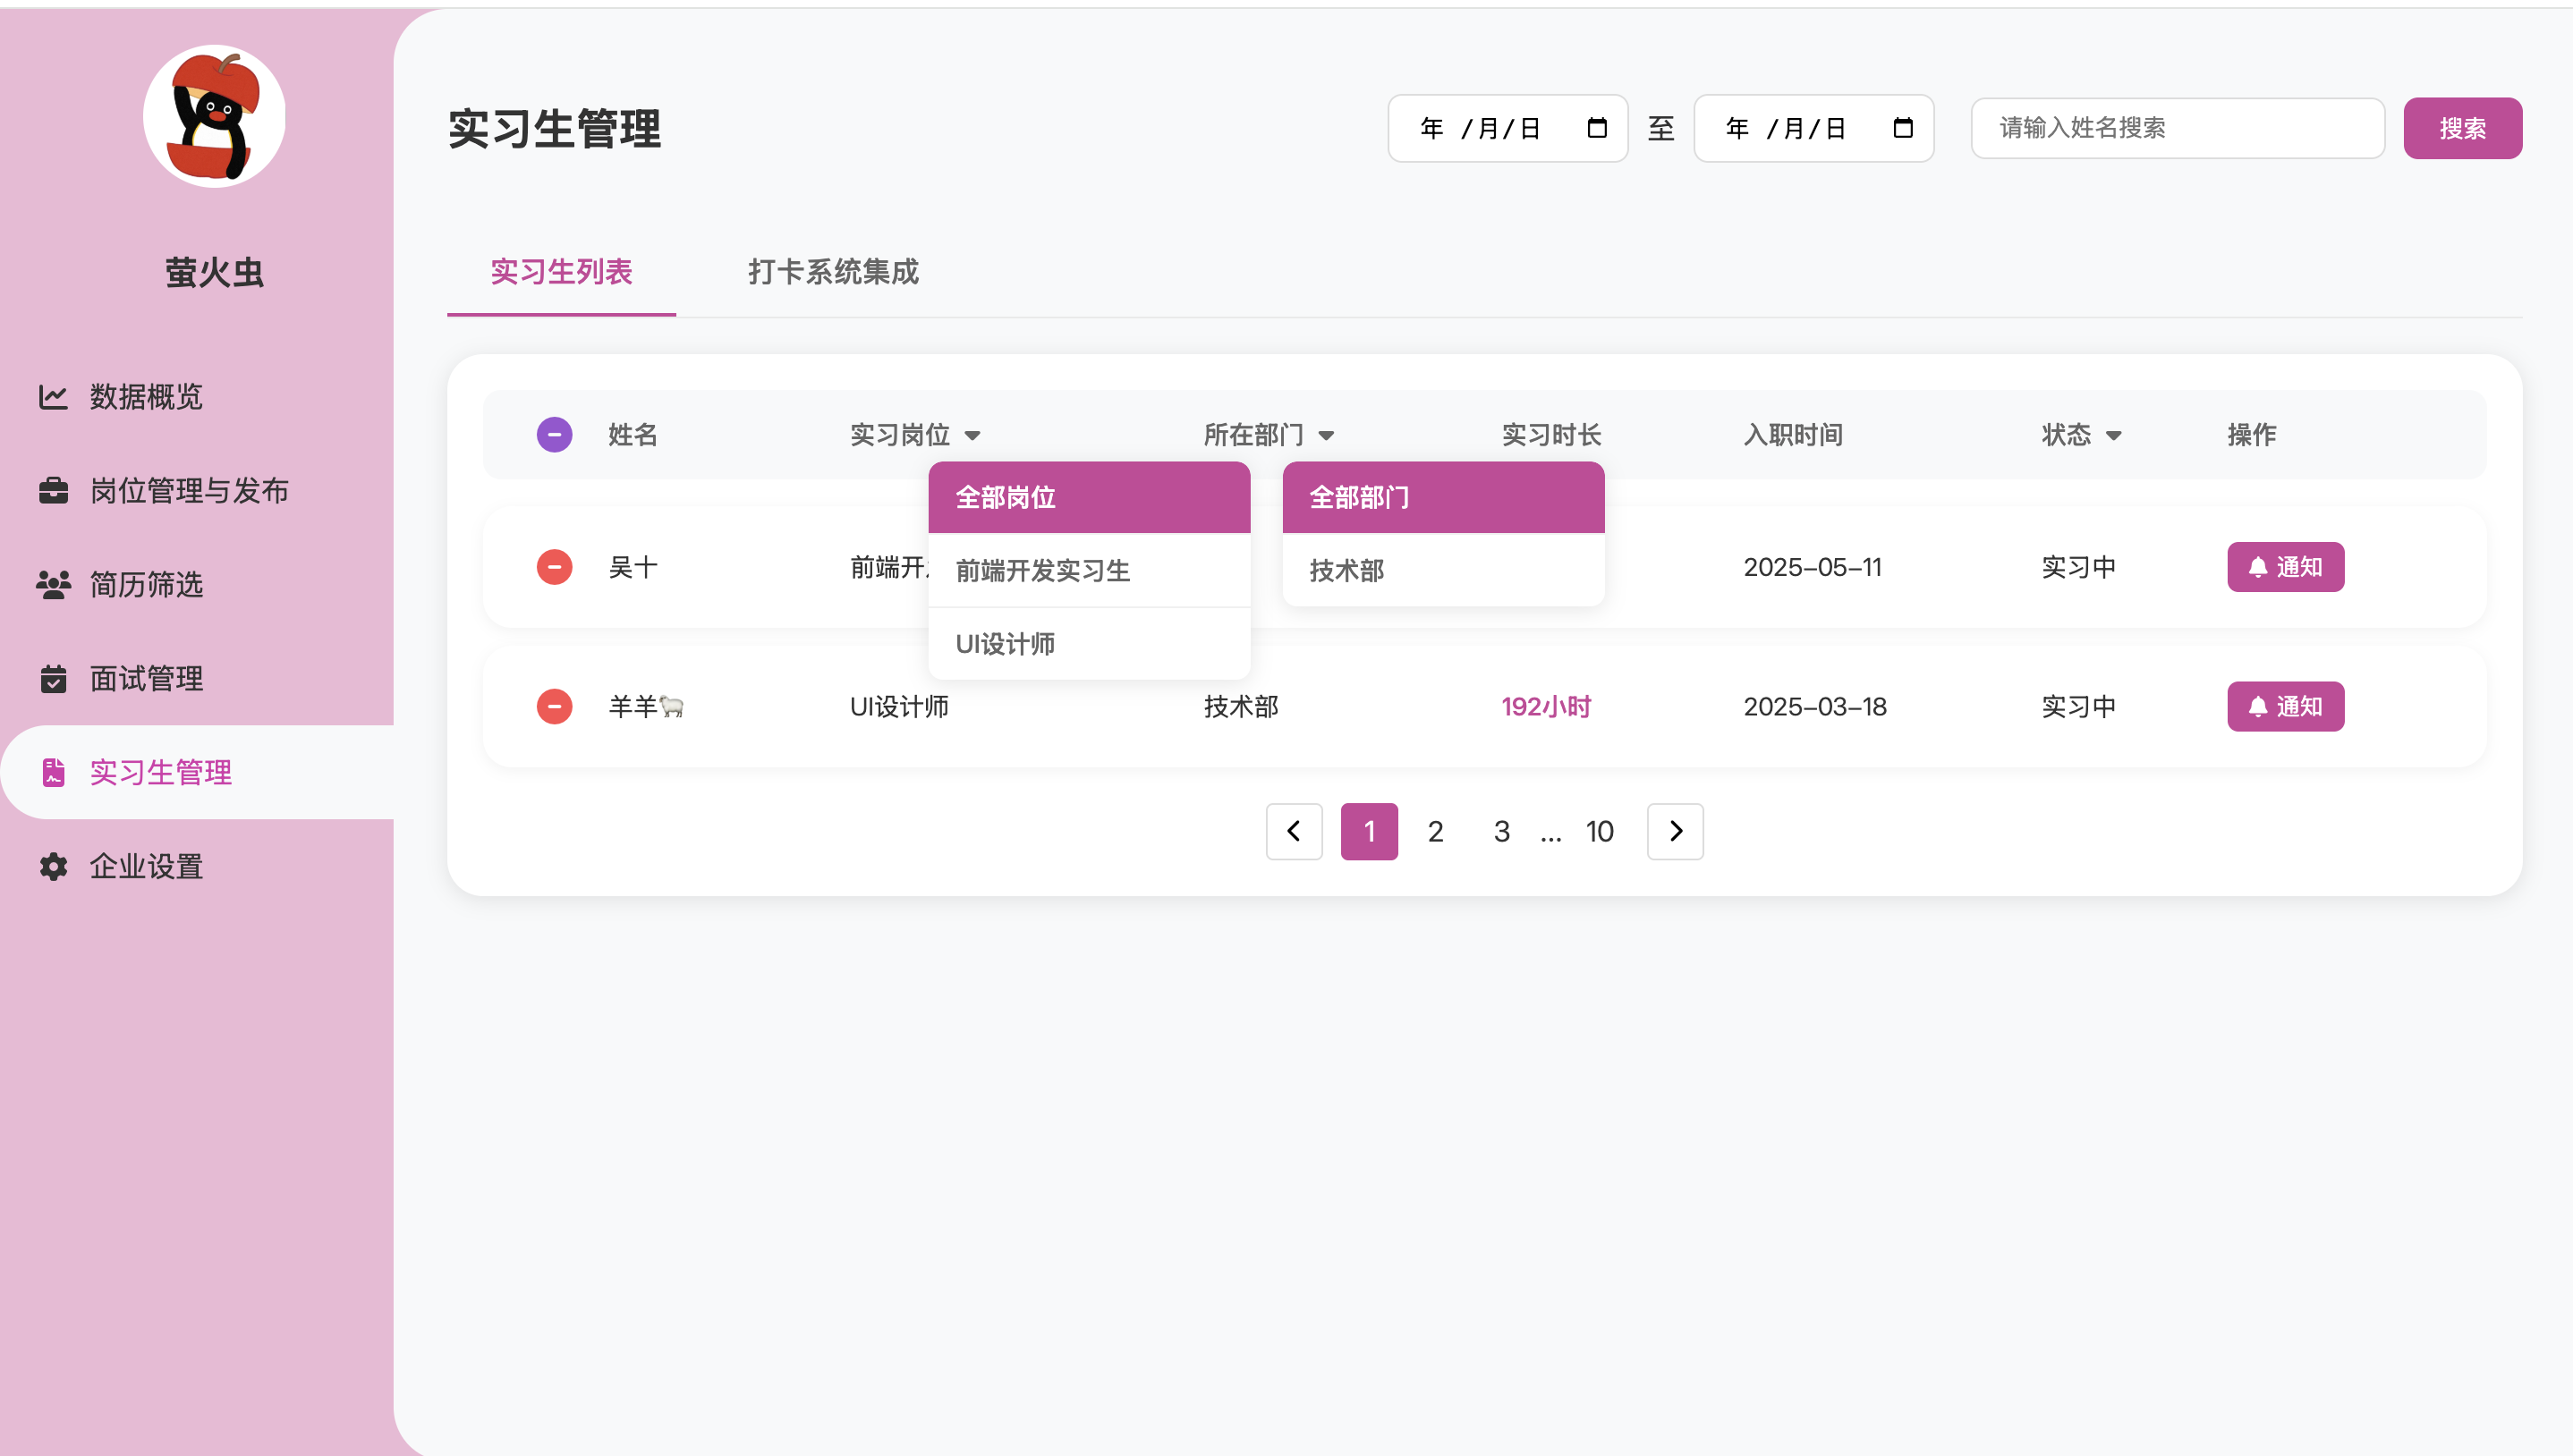 萤火虫
数据概览
岗位管理与发布
简历筛选
面试管理
实习生管理
企业设置
实习生管理
年 /月/日 至 年 /月/日 请输入姓名搜索 搜索
实习生列表 打卡系统集成
姓名 实习岗位 所在部门 实习时长 入职时间 状态 操作
全部岗位
前端开发实习生
UI设计师
全部部门
技术部
吴十 前端开 2025-05-11 实习中 通知
羊羊🐑 UI设计师 技术部 192小时 2025-03-18 实习中 通知
1 2 3 ... 10